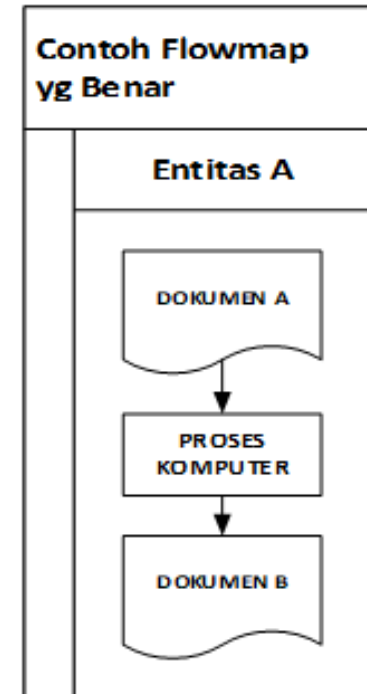 Contoh Flowmap
yg Benar
Entitas A
DOKUMEN A
PROSES
KOMPUTER
DOKUMEN B